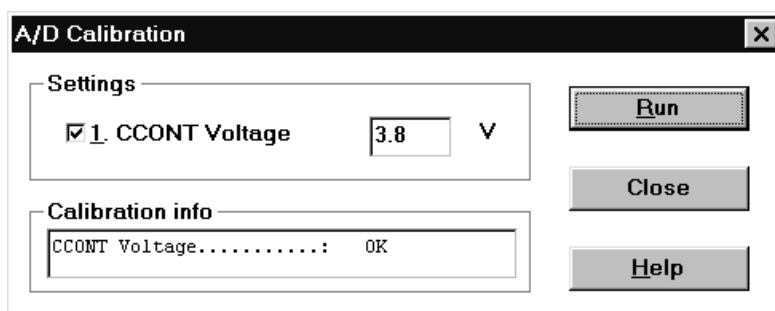 A/D Calibration
Settings
1. CCONT Voltage 3.8 V
Run
Close
Calibration info
CCONT Voltage...........: OK
Help